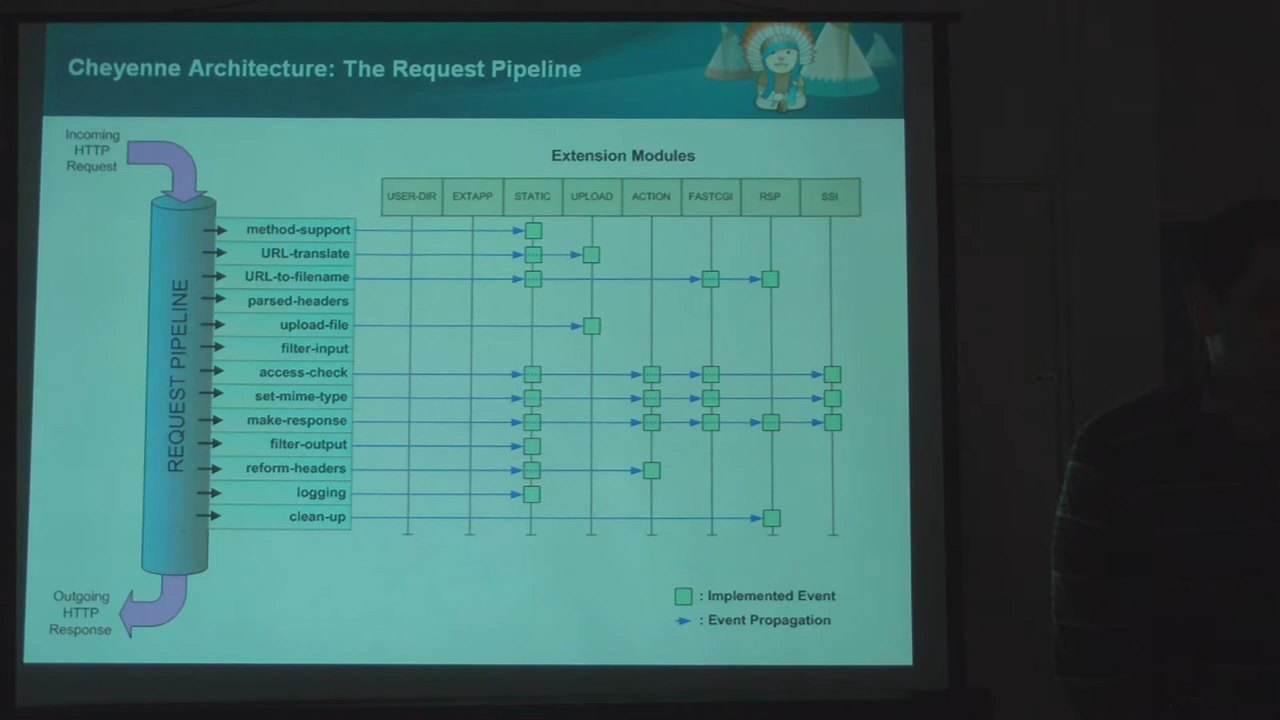 Cheyenne Architecture: The Request Pipeline
Incoming
HTTP
Request
Extension Modules
USER-DIR EXTAPP STATIC UPLOAD ACTION FASTCGI RSP SSI
REQUEST PIPELINE
method-support
URL-translate
URL-to-filename
parsed-headers
upload-file
filter-input
access-check
set-mime-type
make-response
filter-output
reform-headers
logging
clean-up
Outgoing
HTTP
Response
: Implemented Event
: Event Propagation